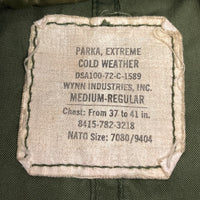 PARKA, EXTREME
COLD WEATHER
DSA100-72-C-1589
WYNN INDUSTRIES, INC.
MEDIUM-REGULAR
Chest: From 37 to 41 in.
8415-782-3218
NATO Size: 7080/9404